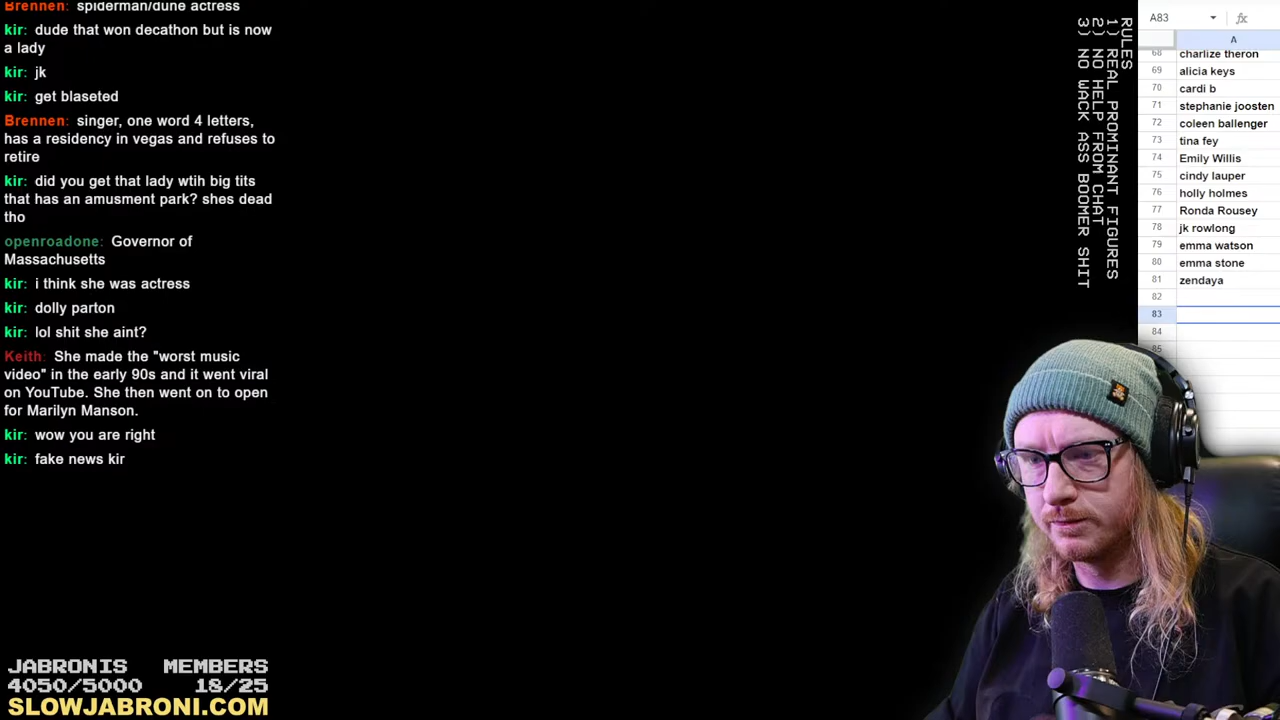 Brennen: spiderman/dune actress
kir: dude that won decathon but is now
a lady
kir: jk
kir: get blaseted
Brennen: singer, one word 4 letters,
has a residency in vegas and refuses to
retire
kir: did you get that lady wtih big tits
that has an amusment park? shes dead
tho
openroadone: Governor of
Massachusetts
kir: i think she was actress
kir: dolly parton
kir: lol shit she aint?
Keith: She made the "worst music
video" in the early 90s and it went viral
on YouTube. She then went on to open
for Marilyn Manson.
kir: wow you are right
kir: fake news kir
JABRONIS MEMBERS
4050/5000 18/25
SLOWJABRONI.COM
RULES
1) REAL PROMINANT FIGURES
2) NO HELP FROM CHAT
3) NO WACK ASS BOOMER SHIT
A83 fx
A
68 charlize theron
69 alicia keys
70 cardi b
71 stephanie joosten
72 coleen ballenger
73 tina fey
74 Emily Willis
75 cindy lauper
76 holly holmes
77 Ronda Rousey
78 jk rowlong
79 emma watson
80 emma stone
81 zendaya
82
83
84
85